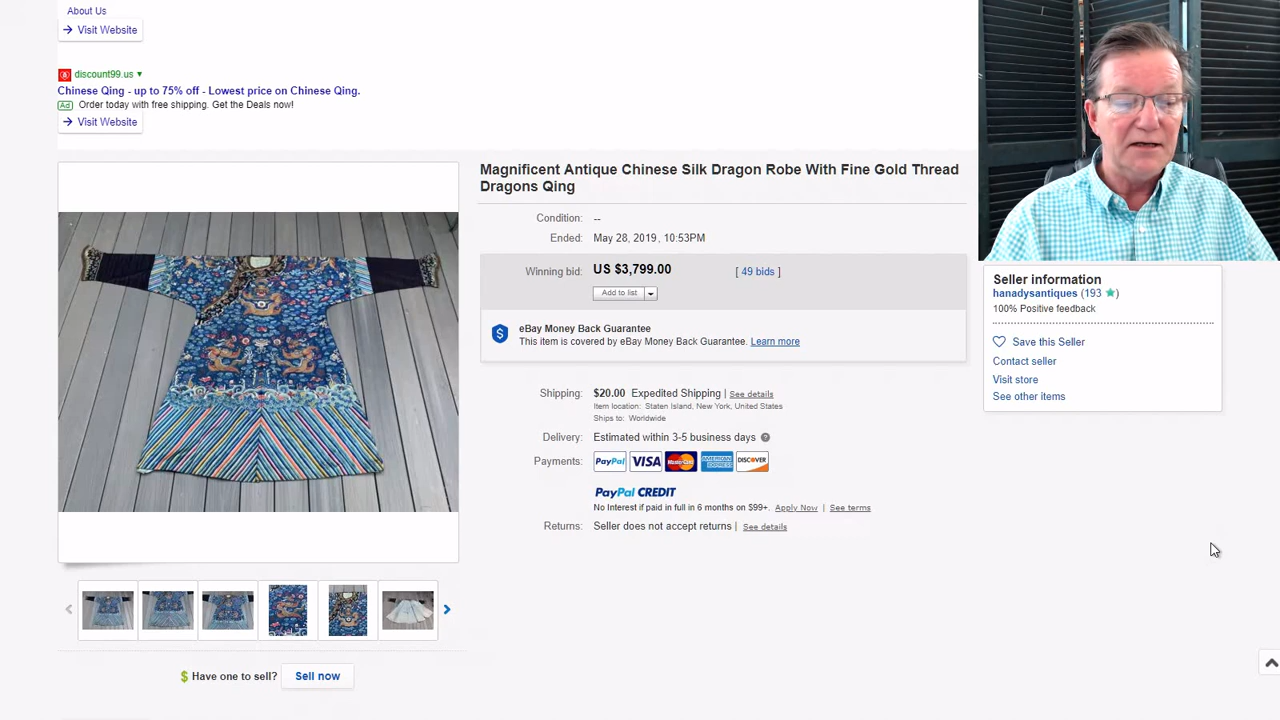 About Us
→ Visit Website
discount99.us ▾
Chinese Qing - up to 75% off - Lowest price on Chinese Qing.
Ad Order today with free shipping. Get the Deals now!
→ Visit Website
Magnificent Antique Chinese Silk Dragon Robe With Fine Gold Thread
Dragons Qing
Condition: --
Ended: May 28, 2019 , 10:53PM
Winning bid: US $3,799.00 [ 49 bids ]
Add to list
eBay Money Back Guarantee
This item is covered by eBay Money Back Guarantee. Learn more
Shipping: $20.00 Expedited Shipping | See details
Item location: Staten Island, New York, United States
Ships to: Worldwide
Delivery: Estimated within 3-5 business days
Payments: PayPal VISA MasterCard AMERICAN EXPRESS DISCOVER
PayPal CREDIT
No Interest if paid in full in 6 months on $99+. Apply Now | See terms
Returns: Seller does not accept returns | See details
Seller information
hanadysantiques (193 ★)
100% Positive feedback
Save this Seller
Contact seller
Visit store
See other items
$ Have one to sell? Sell now